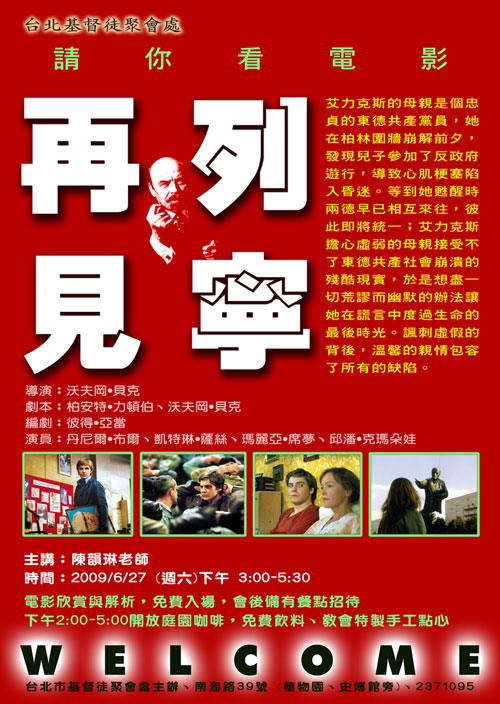 台北基督徒聚會處
請你看電影
再見列寧
艾力克斯的母親是個忠
貞的東德共產黨員，她
在柏林圍牆崩解前夕，
發現兒子參加了反政府
遊行，導致心肌梗塞陷
入昏迷。等到她甦醒時
兩德早已相互來往，彼
此即將統一；艾力克斯
擔心虛弱的母親接受不
了東德共產社會崩潰的
殘酷現實，於是想盡一
切荒謬而幽默的辦法讓
她在謊言中度過生命的
最後時光。諷刺虛假的
背後，溫馨的親情包容
了所有的缺陷。
導演：沃夫岡•貝克
劇本：柏安特•力頓伯、沃夫岡•貝克
編劇：彼得•亞當
演員：丹尼爾•布爾、凱特琳•薩絲、瑪麗亞•席夢、邱潘•克瑪朵娃
主講：陳韻琳老師
時間：2009/6/27 (週六)下午 3:00-5:30
電影欣賞與解析，免費入場，會後備有餐點招待
下午2:00-5:00開放庭園咖啡，免費飲料、教會特製手工點心
WELCOME
台北市基督徒聚會處主辦、南海路39號 (植物園、史博館旁)、2371095